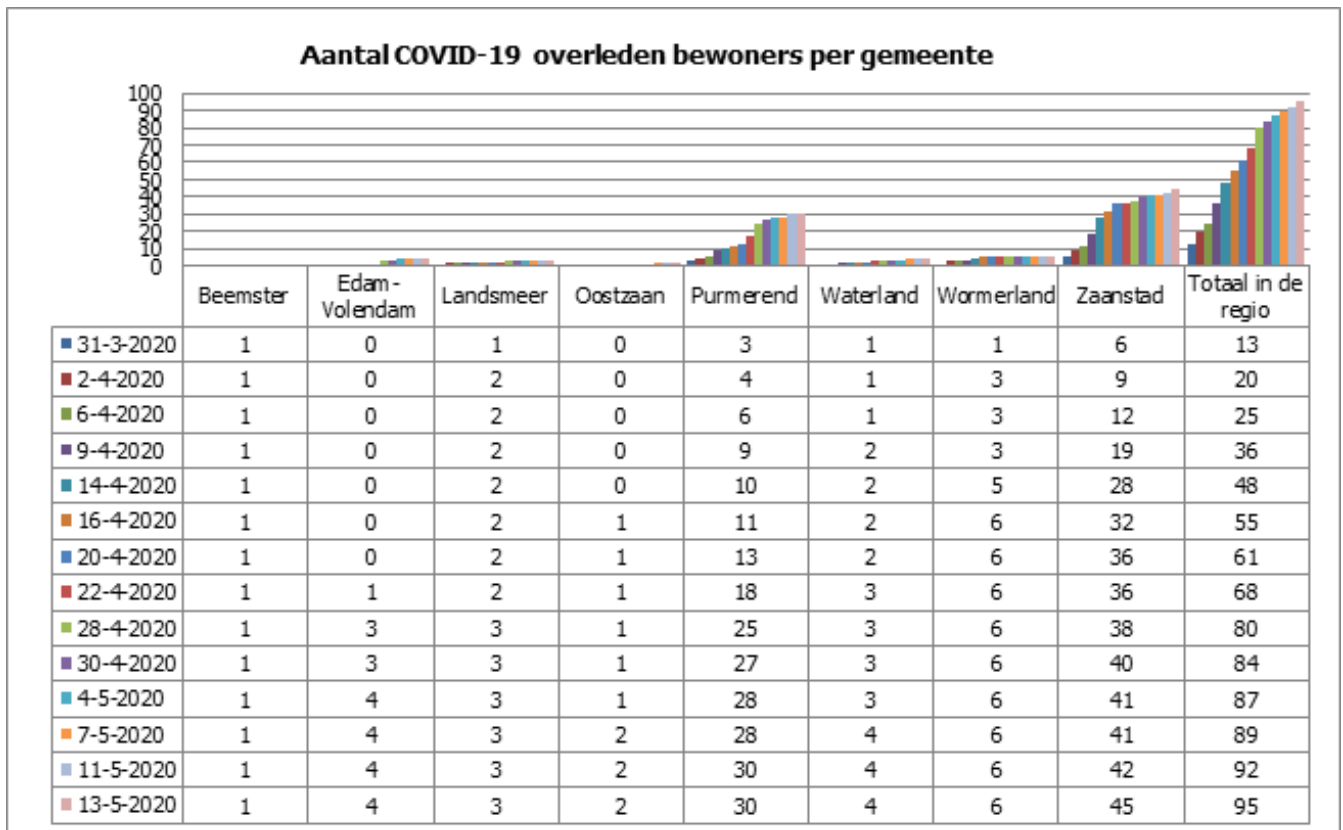 Aantal COVID-19 overleden bewoners per gemeente
100
90
80
70
60
50
40
30
20
10
0
Beemster Edam-Volendam Landsmeer Oostzaan Purmerend Waterland Wormerland Zaanstad Totaal in de regio
31-3-2020 1 0 1 0 3 1 1 6 13
2-4-2020 1 0 2 0 4 1 3 9 20
6-4-2020 1 0 2 0 6 1 3 12 25
9-4-2020 1 0 2 0 9 2 3 19 36
14-4-2020 1 0 2 0 10 2 5 28 48
16-4-2020 1 0 2 1 11 2 6 32 55
20-4-2020 1 0 2 1 13 2 6 36 61
22-4-2020 1 1 2 1 18 3 6 36 68
28-4-2020 1 3 3 1 25 3 6 38 80
30-4-2020 1 3 3 1 27 3 6 40 84
4-5-2020 1 4 3 1 28 3 6 41 87
7-5-2020 1 4 3 2 28 4 6 41 89
11-5-2020 1 4 3 2 30 4 6 42 92
13-5-2020 1 4 3 2 30 4 6 45 95